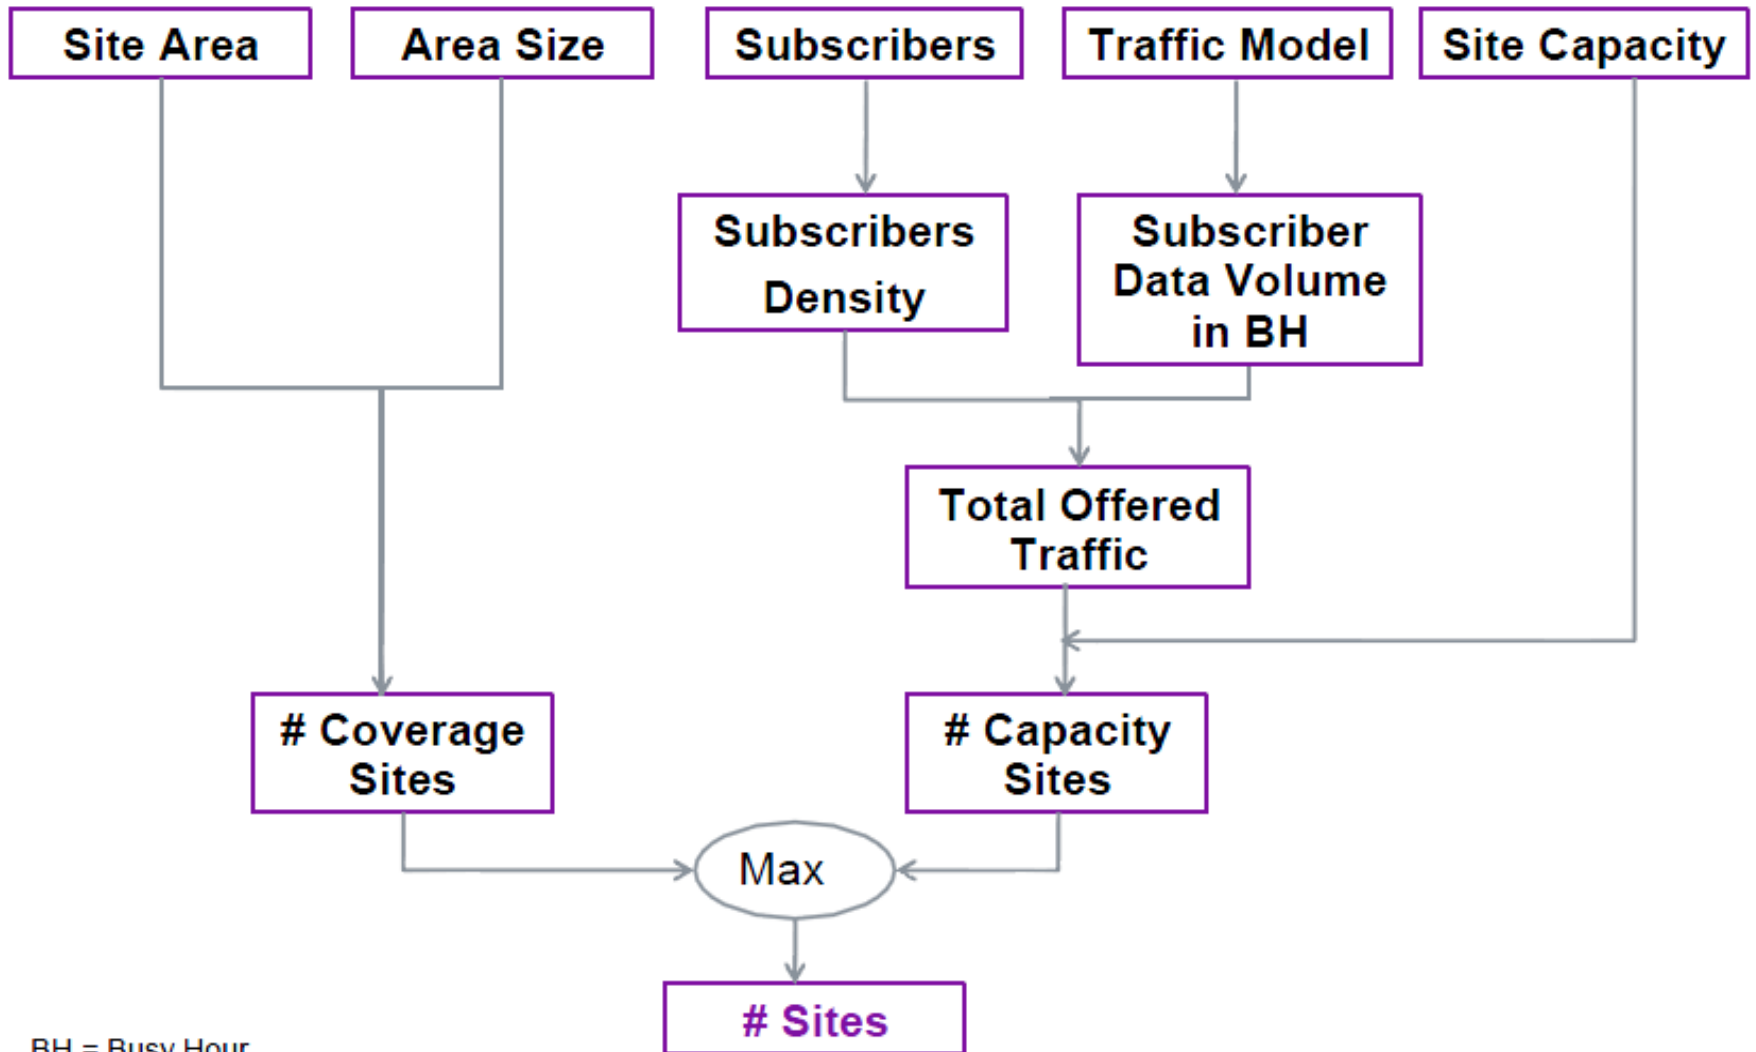 Site Area
Area Size
Subscribers
Traffic Model
Site Capacity
Subscribers
Density
Subscriber
Data Volume
in BH
Total Offered
Traffic
# Coverage
Sites
# Capacity
Sites
Max
# Sites
BH = Busy Hour